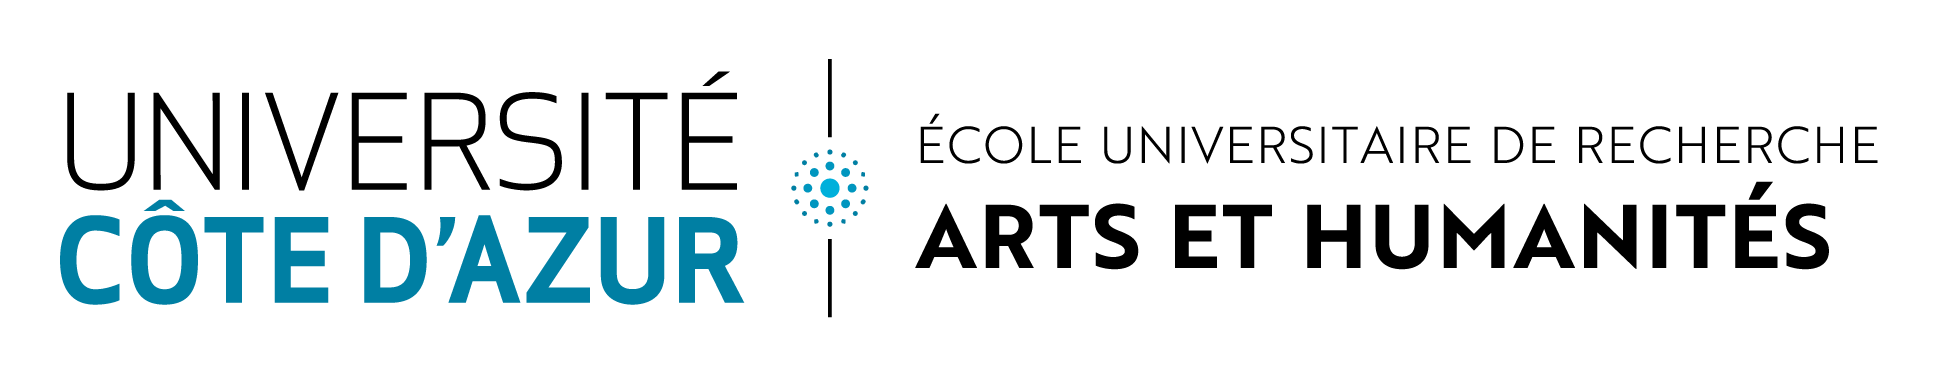 UNIVERSITÉ
CÔTE D'AZUR
ÉCOLE UNIVERSITAIRE DE RECHERCHE
ARTS ET HUMANITÉS